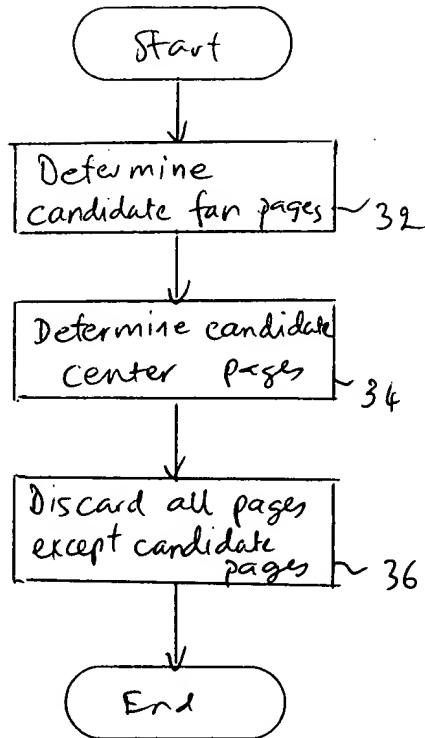 Start
Determine
candidate fan pages
32
Determine candidate
center pages
34
Discard all pages
except candidate
pages
36
End